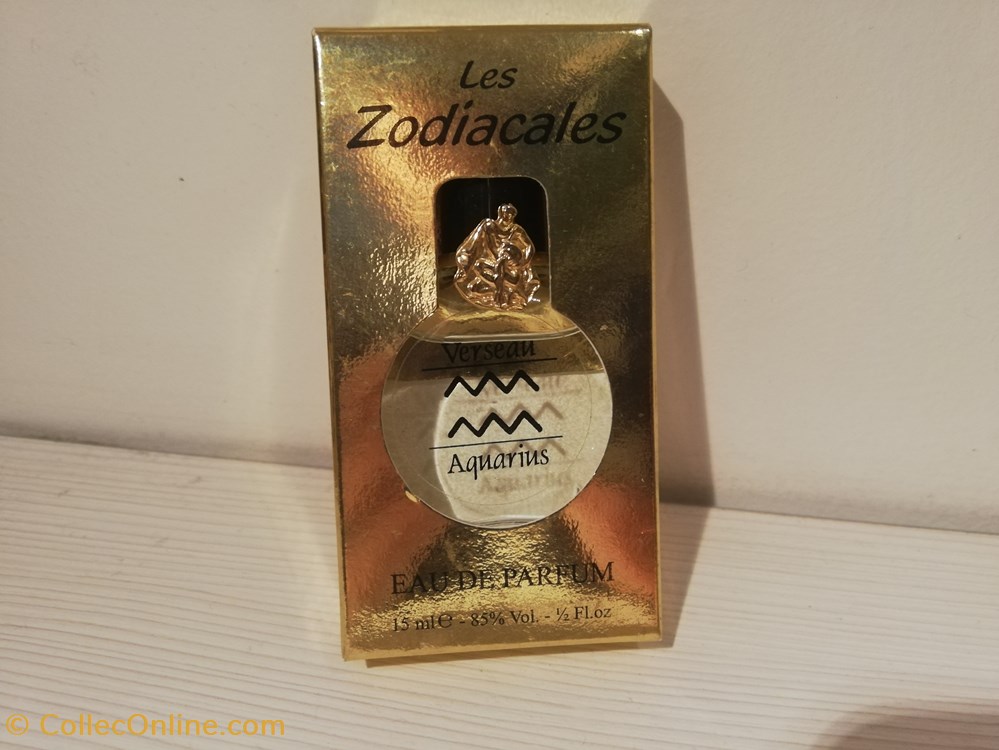 Les
Zodiacales
Verseau
Aquarius
EAU DE PARFUM
15 ml℮ - 85% Vol. - ½ Fl.oz
© CollecOnline.com